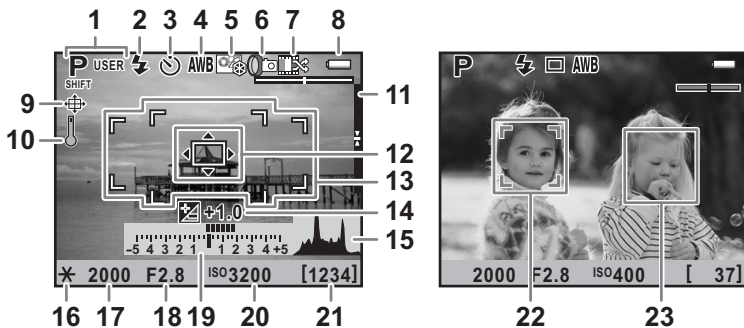 1 2 3 4 5 6 7 8
P USER AWB
SHIFT
P AWB
9
10
11
12
13
14
15
+1.0
-5 4 3 2 1 1 2 3 4 +5
2000 F2.8 ISO3200 [1234]
2000 F2.8 ISO400 [ 37]
16 17 18 19 20 21
22 23